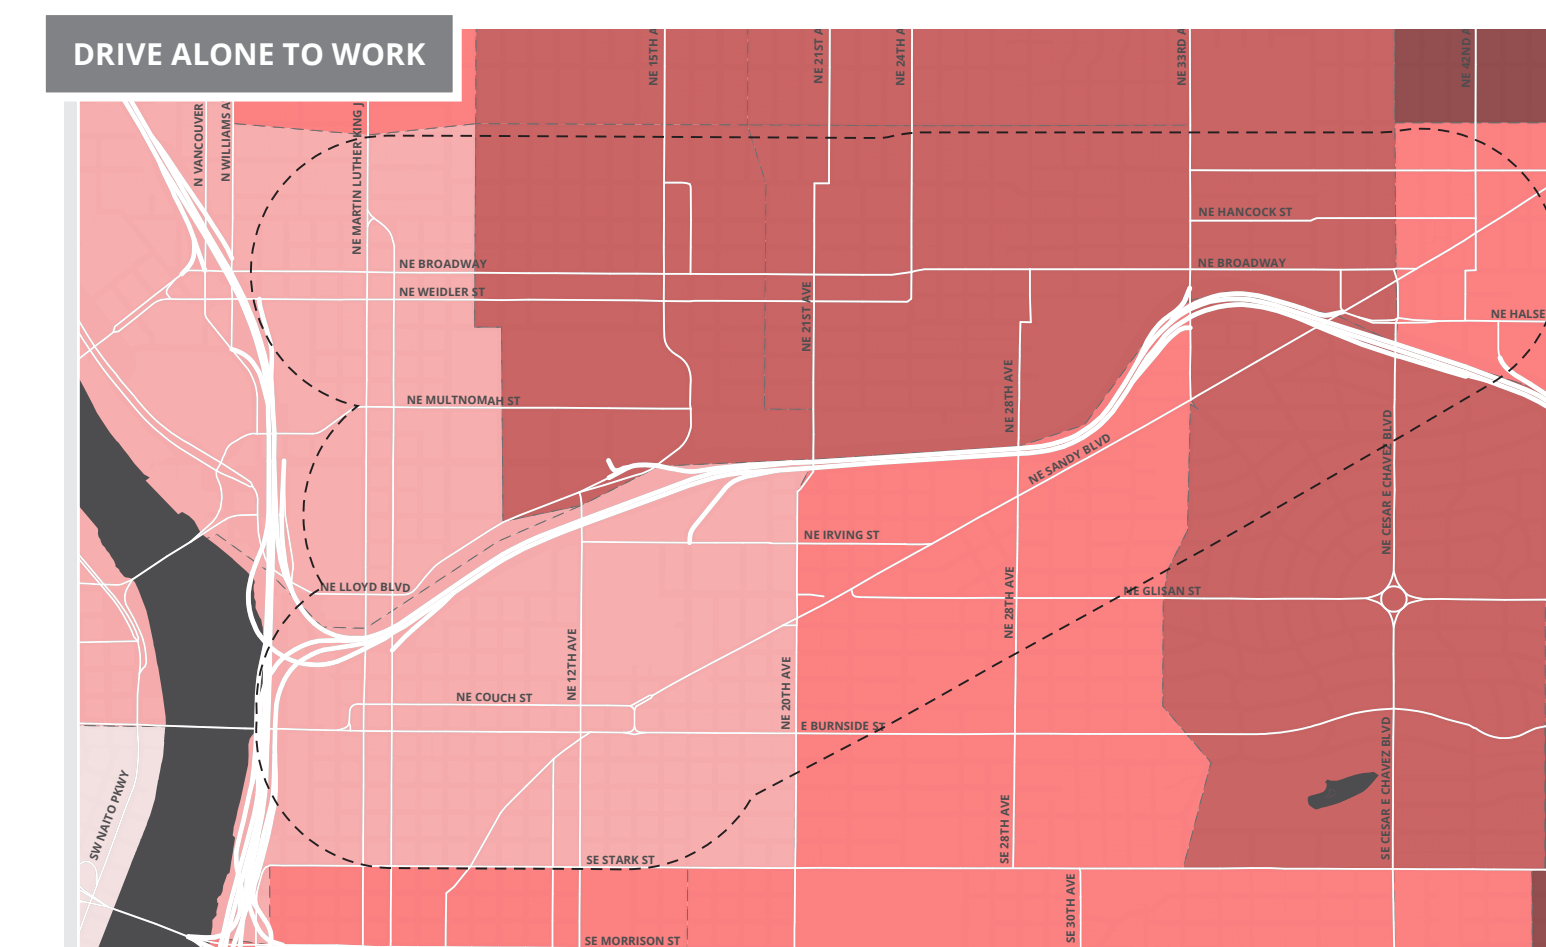 DRIVE ALONE TO WORK
NE 15TH A
NE 21ST A
NE 24TH A
NE 33RD A
NE 42ND A
N VANCOUVER
N WILLIAMS A
NE MARTIN LUTHER KING J
NE HANCOCK ST
NE BROADWAY
NE BROADWAY
NE WEIDLER ST
NE 21ST AVE
NE HALSE
NE MULTNOMAH ST
NE 28TH AVE
NE SANDY BLVD
NE CESAR E CHAVEZ BLVD
NE IRVING ST
NE LLOYD BLVD
NE 28TH AVE
NE GLISAN ST
NE 12TH AVE
NE COUCH ST
NE 20TH AVE
E BURNSIDE ST
SW NAITO PKWY
SE 28TH AVE
SE CESAR E CHAVEZ BLVD
SE STARK ST
SE 30TH AVE
SE MORRISON ST